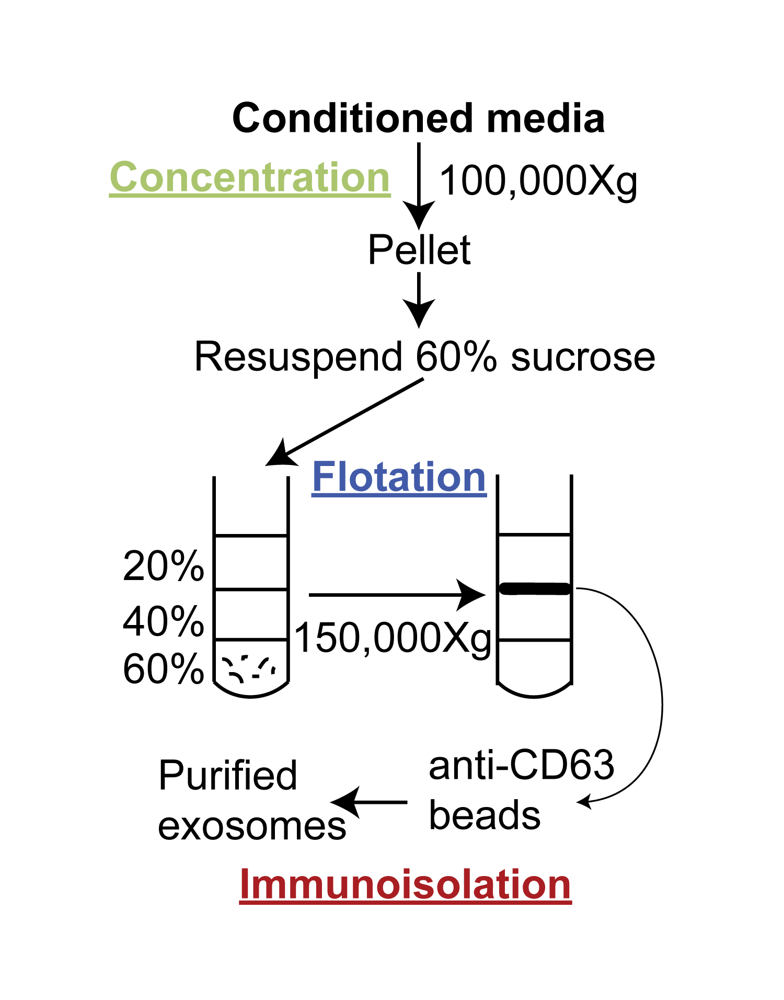 Conditioned media
Concentration
100,000Xg
Pellet
Resuspend 60% sucrose
Flotation
20%
40%
60%
150,000Xg
anti-CD63
beads
Purified
exosomes
Immunoisolation